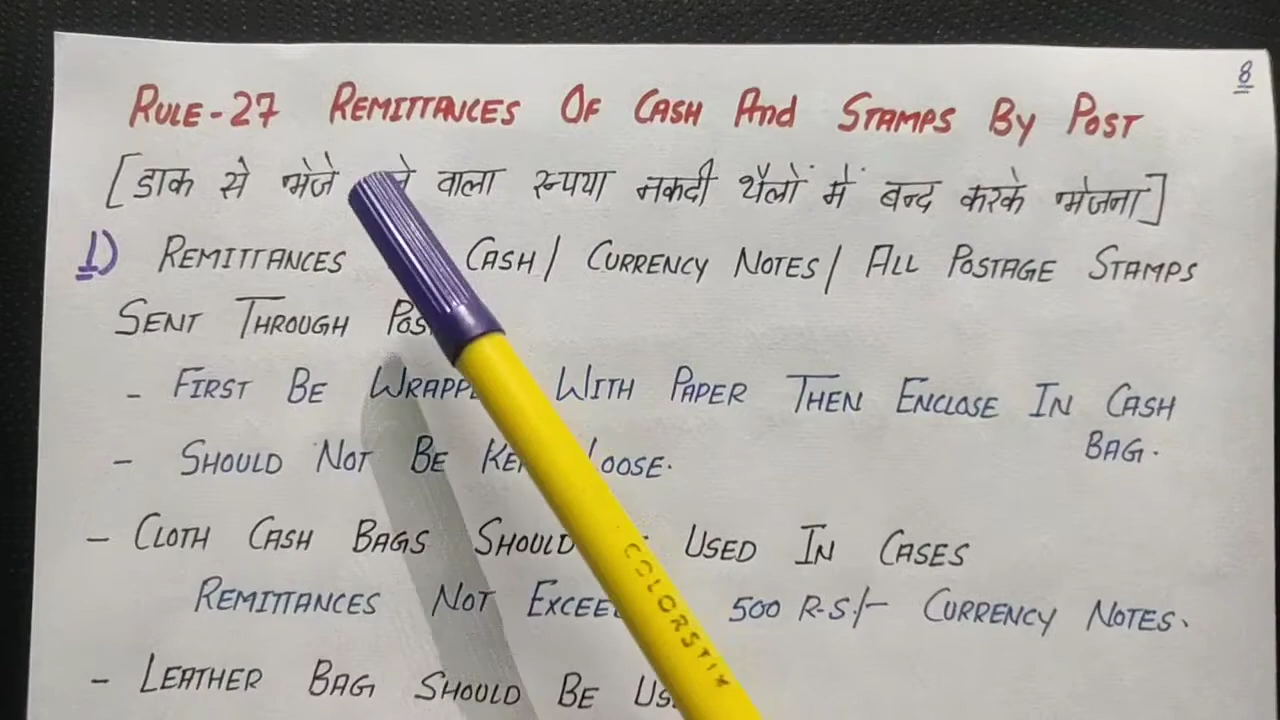 8
RULE-27 REMITTANCES OF CASH AND STAMPS BY POST
[डाक से भेजे वाला रूपया नकदी थैलों में बन्द करके भेजना]
1) REMITTANCES CASH/ CURRENCY NOTES/ ALL POSTAGE STAMPS
SENT THROUGH
- FIRST BE WITH PAPER THEN ENCLOSE IN CASH
BAG.
- SHOULD NOT BE
- CLOTH CASH BAGS SHOULD USED IN CASES
REMITTANCES NOT 500 R.S./- CURRENCY NOTES.
- LEATHER BAG SHOULD BE
COLORSTIX